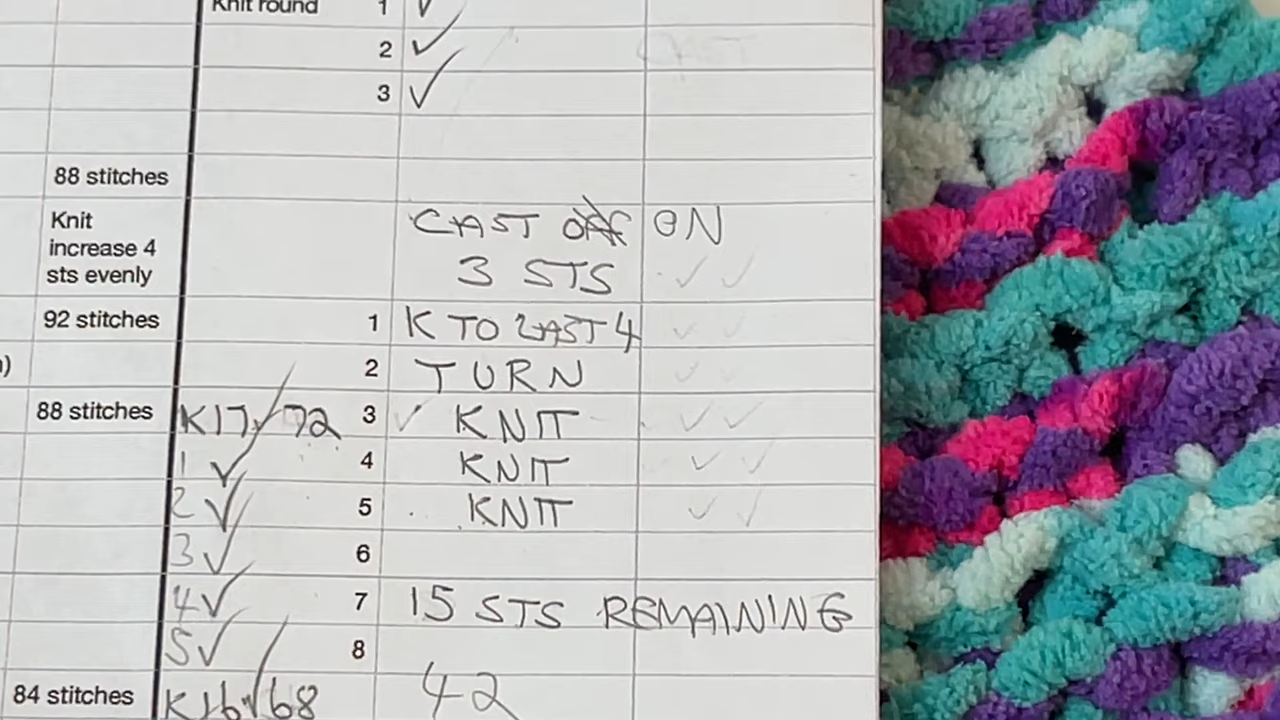 Knit round 1 ✓
2 ✓
3 ✓
88 stitches
Knit
increase 4
sts evenly
CAST OFF ON
3 STS ✓ ✓
92 stitches 1 K TO LAST 4 ✓ ✓
2 TURN ✓ ✓
88 stitches K17/72 3 ✓ KNIT ✓ ✓
1 ✓ 4 KNIT ✓ ✓
2 ✓ 5 KNIT ✓ ✓
3 ✓ 6
4 ✓ 7 15 STS REMAINING
5 ✓ 8
84 stitches K16/68 42